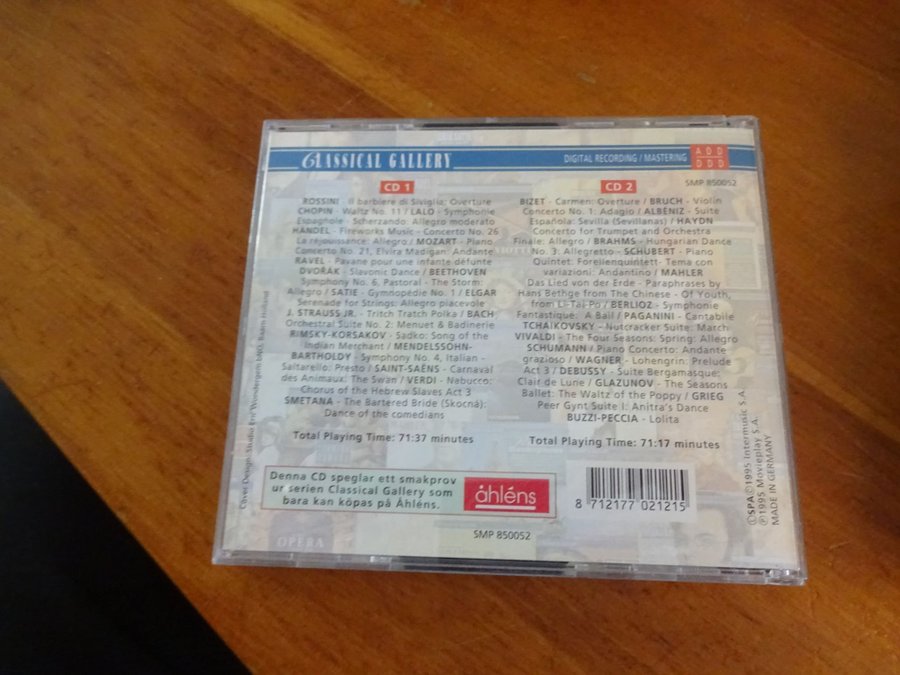 CLASSICAL GALLERY
DIGITAL RECORDING / MASTERING
ADD
DDD
SMP 850052
CD 1
ROSSINI - Il barbiere di Siviglia: Overture
CHOPIN - Waltz No. 11 / LALO - Symphonie
Espagnole - Scherzando: Allegro moderato
HÄNDEL - Fireworks Music - Concerto No. 26
La réjouissance: Allegro / MOZART - Piano
Concerto No. 21, Elvira Madigan: Andante
RAVEL - Pavane pour une infante défunte
DVOŘÁK - Slavonic Dance / BEETHOVEN
Symphony No. 6, Pastoral - The Storm:
Allegro / SATIE - Gymnopédie No. 1 / ELGAR
Serenade for Strings: Allegro piacevole
J. STRAUSS JR. - Tritch Tratch Polka / BACH
Orchestral Suite No. 2: Menuet & Badinerie
RIMSKY-KORSAKOV - Sadko: Song of the
Indian Merchant / MENDELSSOHN-
BARTHOLDY - Symphony No. 4, Italian -
Saltarello: Presto / SAINT-SAËNS - Carnaval
des Animaux: The Swan / VERDI - Nabucco:
Chorus of the Hebrew Slaves Act 3
SMETANA - The Bartered Bride (Skocná):
Dance of the comedians
Total Playing Time: 71:37 minutes
CD 2
BIZET - Carmen: Overture / BRUCH - Violin
Concerto No. 1: Adagio / ALBÉNIZ - Suite
Española: Sevilla (Sevillanas) / HAYDN
Concerto for Trumpet and Orchestra
Finale: Allegro / BRAHMS - Hungarian Dance
No. 3: Allegretto / SCHUBERT - Piano
Quintet: Forellenquintett- Tema con
variazioni: Andantino / MAHLER
Das Lied von der Erde - Paraphrases by
Hans Bethge from The Chinese - Of Youth,
from Li-Tai-Po / BERLIOZ - Symphonie
Fantastique: A Ball / PAGANINI - Cantabile
TCHAIKOVSKY - Nutcracker Suite: March
VIVALDI - The Four Seasons: Spring: Allegro
SCHUMANN / Piano Concerto: Andante
grazioso / WAGNER - Lohengrin: Prelude
Act 3 / DEBUSSY - Suite Bergamasque:
Clair de Lune / GLAZUNOV - The Seasons
Ballet: The Waltz of the Poppy / GRIEG
Peer Gynt Suite I: Anitra's Dance
BUZZI-PECCIA - Lolita
Total Playing Time: 71:17 minutes
Denna CD speglar ett smakprov
ur serien Classical Gallery som
bara kan köpas på Åhléns.
åhléns
8 712177 021215
SMP 850052
OPERA
Cover Design: Studio Eric Wondergem bNO, Baarn Holland
©SPA©1995 Intermusic S.A.
℗1995 Movieplay S.A.
MADE IN GERMANY